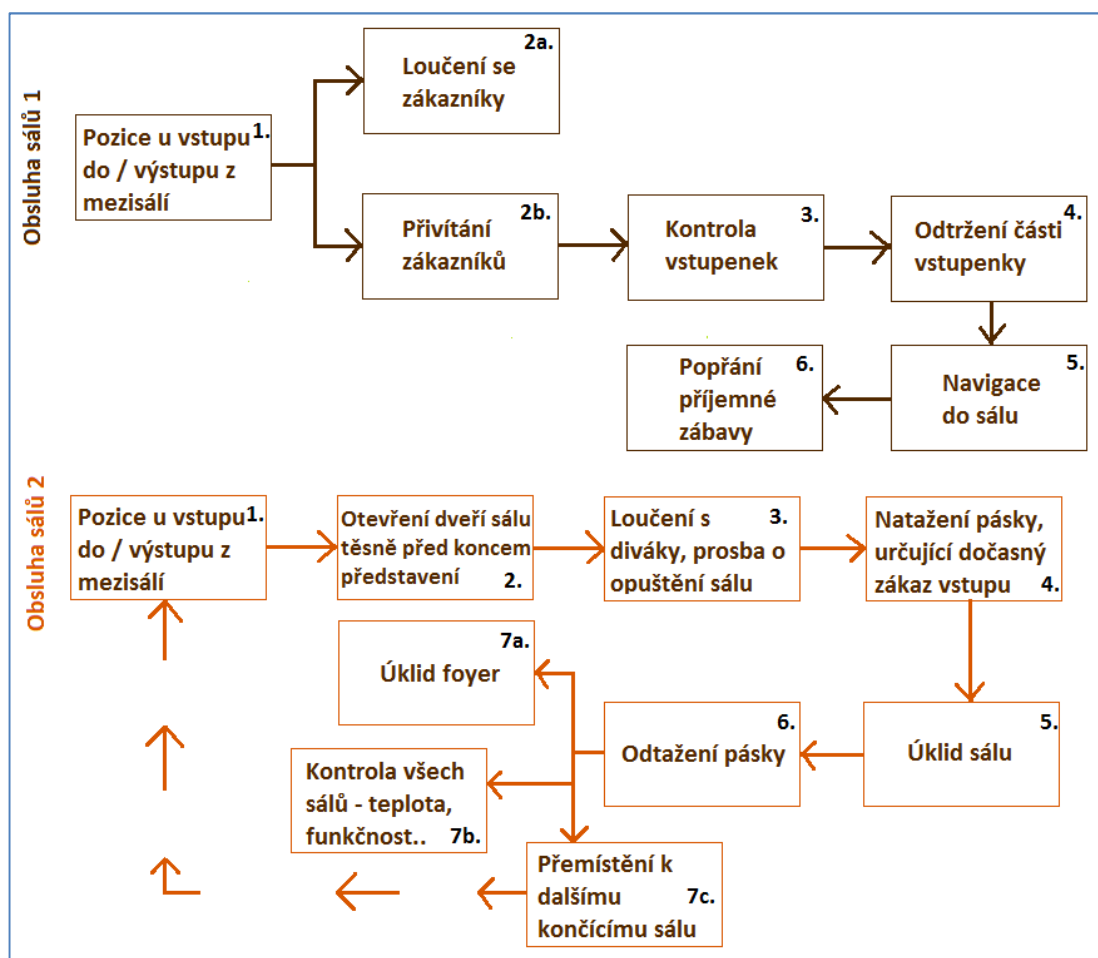 Obsluha sálů 1
Pozice u vstupu 1.
do / výstupu z
mezisálí
2a.
Loučení se
zákazníky
2b.
Přivítání
zákazníků
3.
Kontrola
vstupenek
4.
Odtržení části
vstupenky
5.
Navigace
do sálu
6.
Popřání
příjemné
zábavy
Obsluha sálů 2
Pozice u vstupu 1.
do / výstupu z
mezisálí
Otevření dveří sálu
těsně před koncem
představení 2.
Loučení s 3.
diváky, prosba o
opuštění sálu
Natažení pásky,
určující dočasný
zákaz vstupu 4.
5.
Úklid sálu
6.
Odtažení pásky
7a.
Úklid foyer
Kontrola všech
sálů - teplota,
funkčnost.. 7b.
Přemístění k
dalšímu 7c.
končícímu sálu